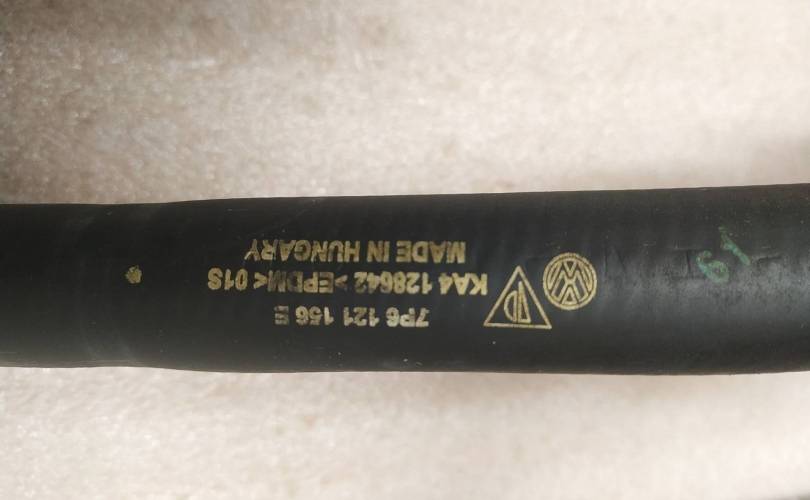 7P6 121 156 E
KA4 128642 >EPDM< 01S
MADE IN HUNGARY